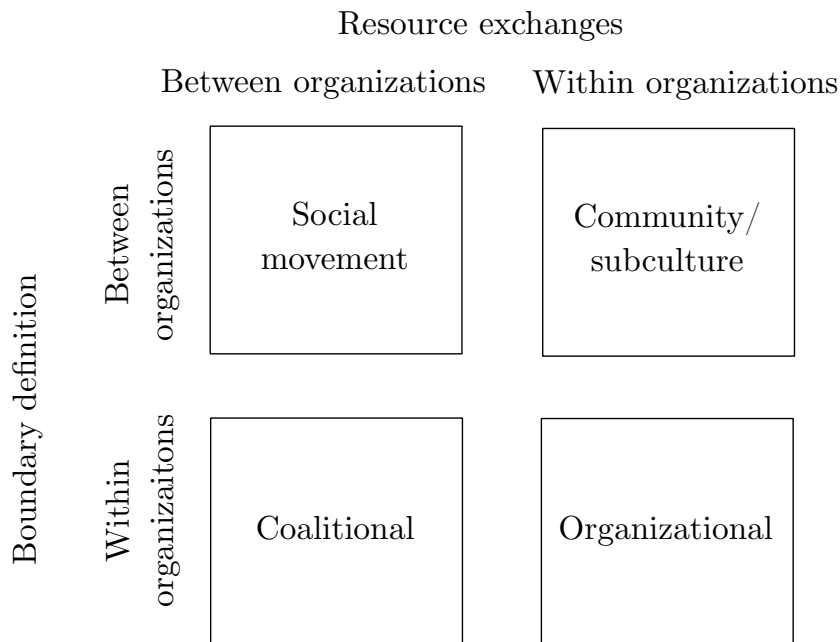 Resource exchanges
Between organizations
Within organizations
Boundary definition
Between
organizations
Social
movement
Community/
subculture
Within
organizaitons
Coalitional
Organizational